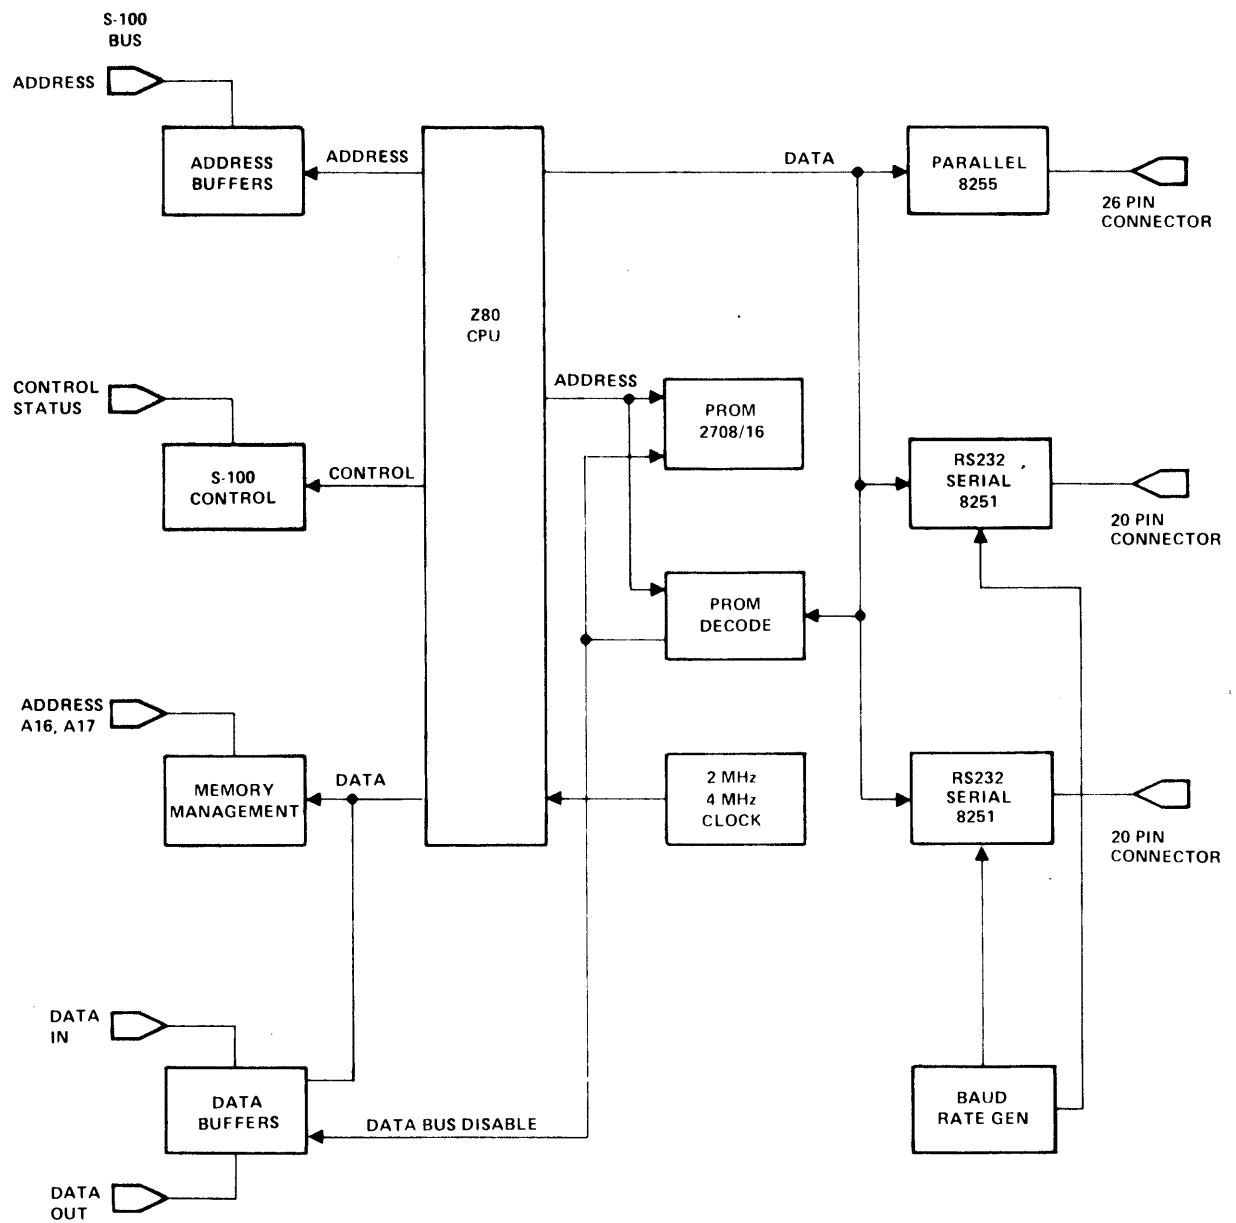 S-100
BUS
ADDRESS
ADDRESS
BUFFERS
ADDRESS
Z80
CPU
DATA
PARALLEL
8255
26 PIN
CONNECTOR
CONTROL
STATUS
S-100
CONTROL
CONTROL
ADDRESS
PROM
2708/16
RS232
SERIAL
8251
20 PIN
CONNECTOR
PROM
DECODE
ADDRESS
A16, A17
MEMORY
MANAGEMENT
DATA
2 MHz
4 MHz
CLOCK
RS232
SERIAL
8251
20 PIN
CONNECTOR
DATA
IN
DATA
BUFFERS
DATA BUS DISABLE
BAUD
RATE GEN
DATA
OUT